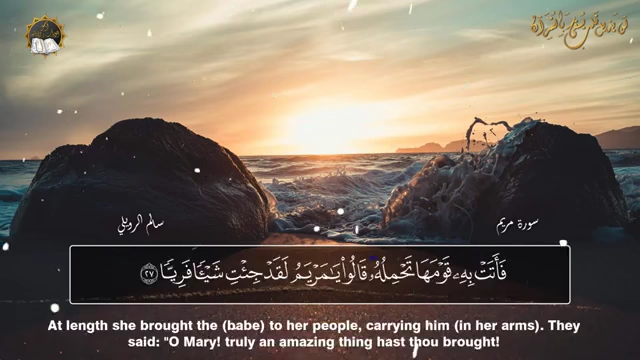 سالم الرويلي
سورة مريم
فَأَتَتْ بِهِۦ قَوْمَهَا تَحْمِلُهُۥ ۖ قَالُوا۟ يَـٰمَرْيَمُ لَقَدْ جِئْتِ شَيْـًٔا فَرِيًّا ٢٧
At length she brought the (babe) to her people, carrying him (in her arms). They
said: "O Mary! truly an amazing thing hast thou brought!